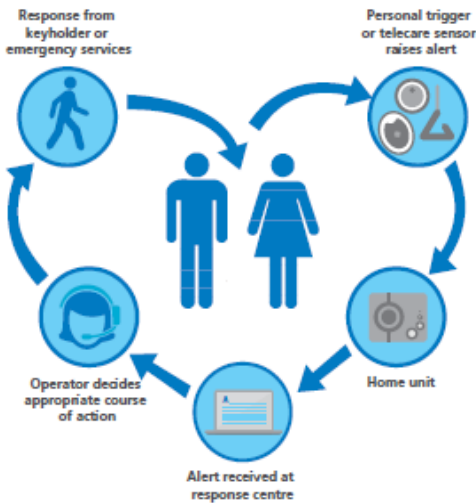 Response from
keyholder or
emergency services
Personal trigger
or telecare sensor
raises alert
Home unit
Alert received at
response centre
Operator decides
appropriate course
of action